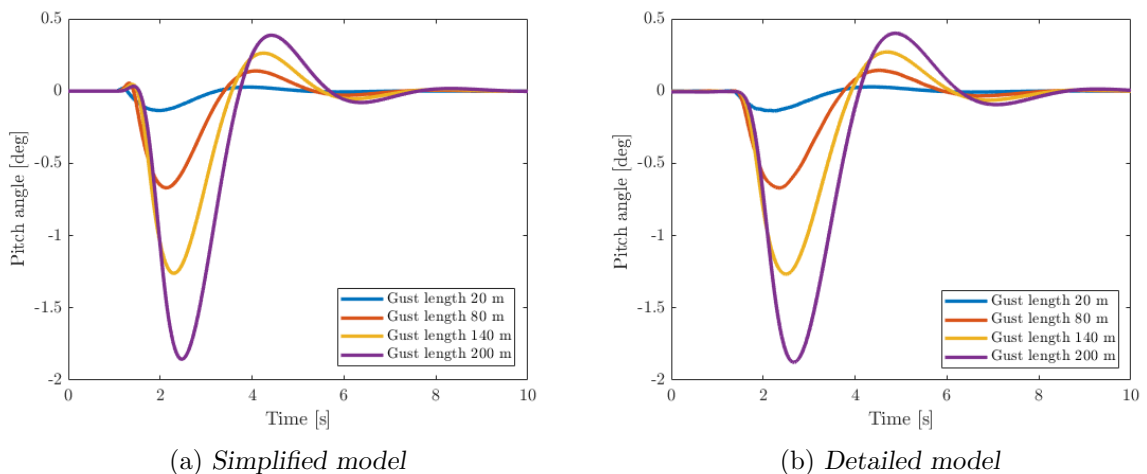 0.5
0
-0.5
-1
-1.5
-2
Pitch angle [deg]
Gust length 20 m
Gust length 80 m
Gust length 140 m
Gust length 200 m
0 2 4 6 8 10
Time [s]
(a) Simplified model
0.5
0
-0.5
-1
-1.5
-2
Pitch angle [deg]
Gust length 20 m
Gust length 80 m
Gust length 140 m
Gust length 200 m
0 2 4 6 8 10
Time [s]
(b) Detailed model